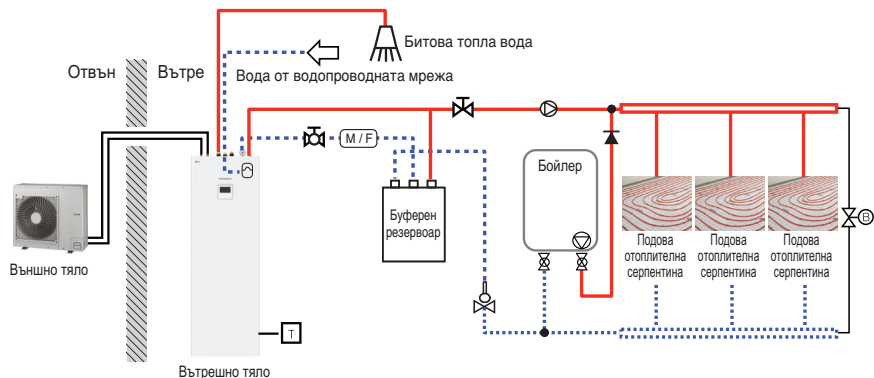 Битова топла вода
Отвън
Вътре
Вода от водопроводната мрежа
M / F
Бойлер
Буферен
резервоар
B
Подова
отоплителна
серпентина
Подова
отоплителна
серпентина
Подова
отоплителна
серпентина
Външно тяло
T
Вътрешно тяло